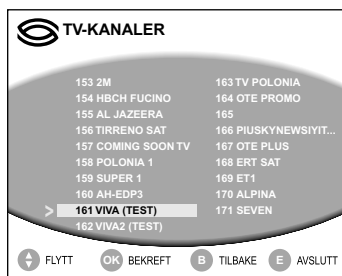 TV-KANALER
153 2M
154 HBCH FUCINO
155 AL JAZEERA
156 TIRRENO SAT
157 COMING SOON TV
158 POLONIA 1
159 SUPER 1
160 AH-EDP3
> 161 VIVA (TEST)
162 VIVA2 (TEST)
163 TV POLONIA
164 OTE PROMO
165
166 PIUSKYNEWSIYIT...
167 OTE PLUS
168 ERT SAT
169 ET1
170 ALPINA
171 SEVEN
FLYTT OK BEKREFT B TILBAKE E AVSLUTT